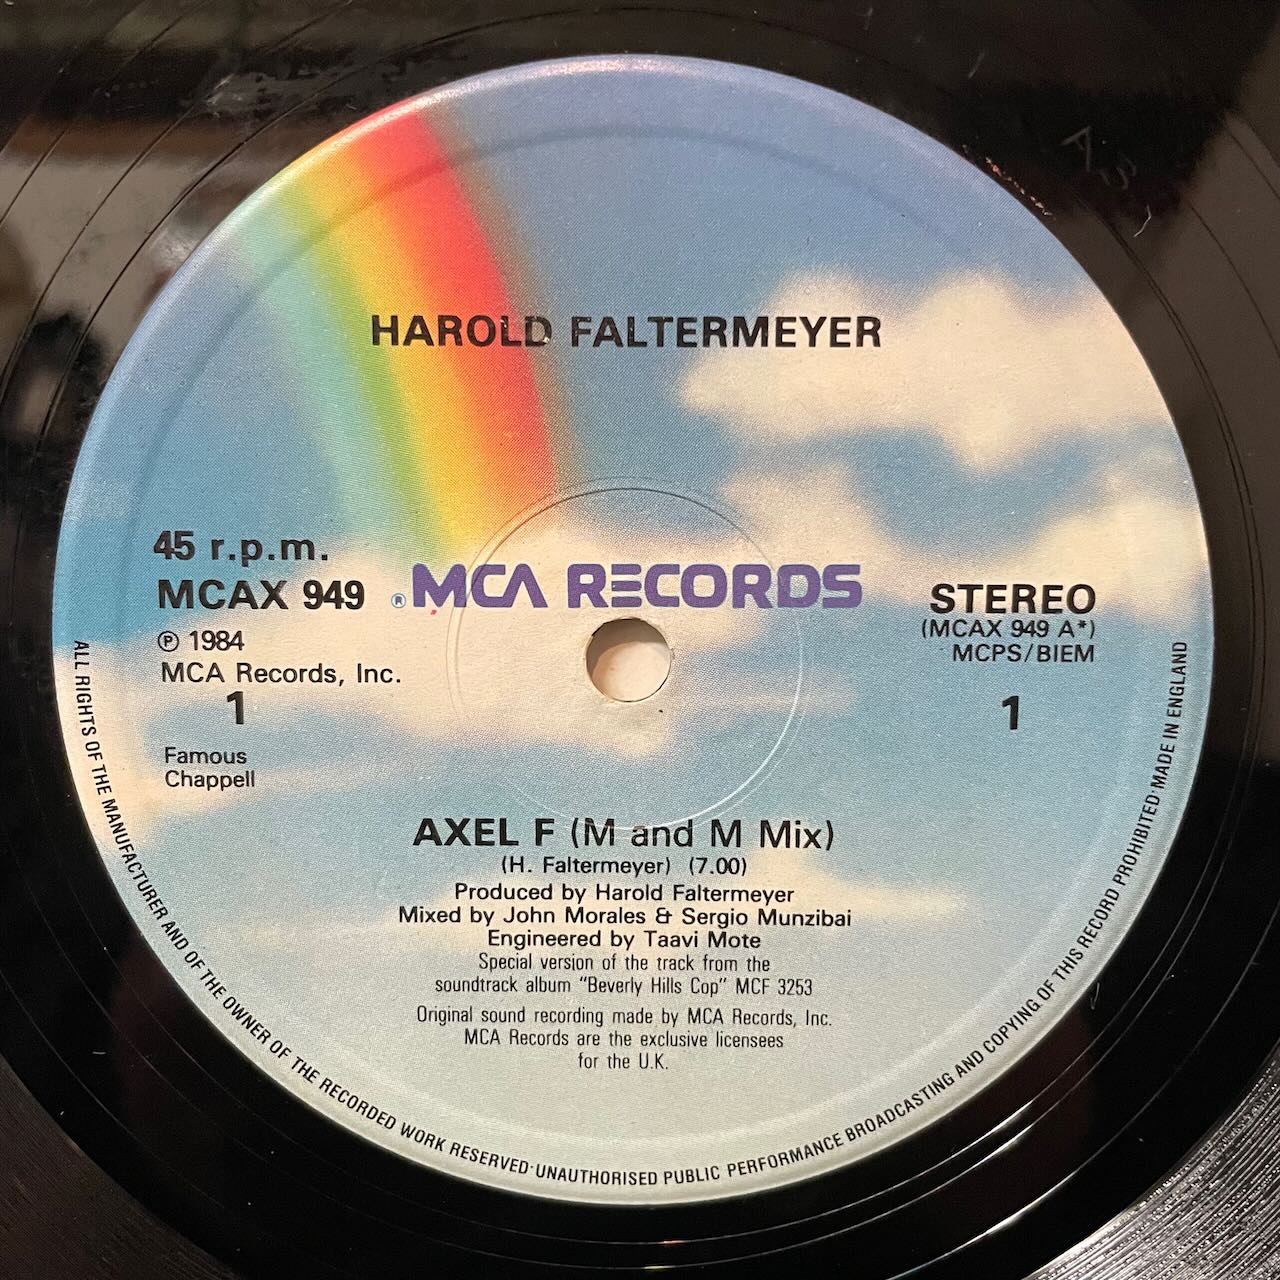 HAROLD FALTERMEYER
45 r.p.m.
MCAX 949
® MCA RECORDS
STEREO
(MCAX 949 A*)
MCPS/BIEM
℗ 1984
MCA Records, Inc.
1
1
Famous
Chappell
AXEL F (M and M Mix)
(H. Faltermeyer) (7.00)
Produced by Harold Faltermeyer
Mixed by John Morales & Sergio Munzibai
Engineered by Taavi Mote
Special version of the track from the
soundtrack album "Beverly Hills Cop" MCF 3253
Original sound recording made by MCA Records, Inc.
MCA Records are the exclusive licensees
for the U.K.
ALL RIGHTS OF THE MANUFACTURER AND OF THE OWNER OF THE RECORDED WORK RESERVED·UNAUTHORISED PUBLIC PERFORMANCE BROADCASTING AND COPYING OF THIS RECORD PROHIBITED·MADE IN ENGLAND